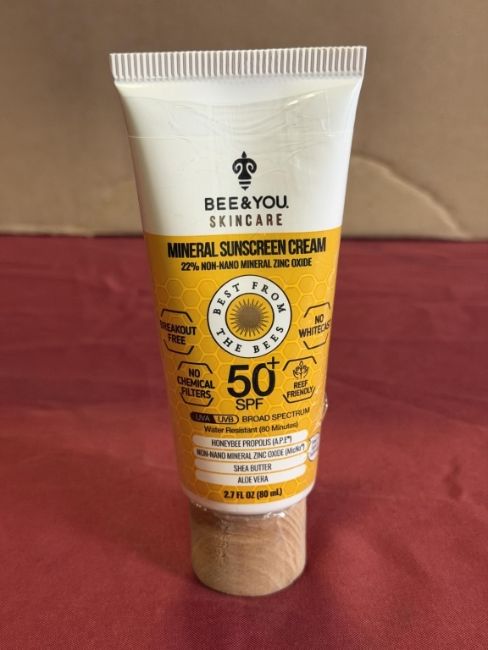 BEE&YOU.
SKINCARE
MINERAL SUNSCREEN CREAM
22% NON-NANO MINERAL ZINC OXIDE
BEST FROM
THE BEES
BREAKOUT
FREE
NO
WHITECAST
NO
CHEMICAL
FILTERS
50+
SPF
REEF
FRIENDLY
UVA UVB BROAD SPECTRUM
Water Resistant (80 Minutes)
HONEYBEE PROPOLIS (A.P.E®)
NON-NANO MINERAL ZINC OXIDE
SHEA BUTTER
ALOE VERA
2.7 FL OZ (80 mL)